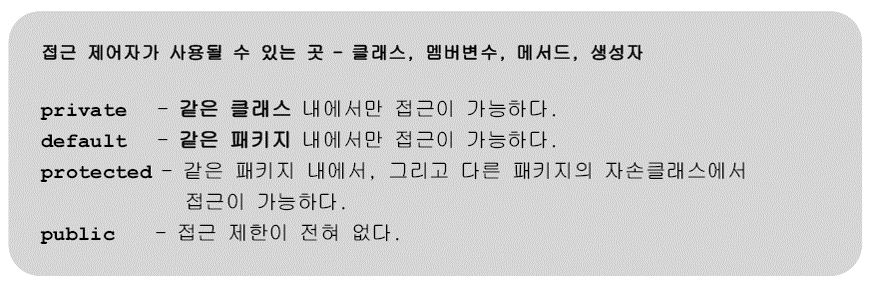 접근 제어자가 사용될 수 있는 곳 - 클래스, 멤버변수, 메서드, 생성자
private - 같은 클래스 내에서만 접근이 가능하다.
default - 같은 패키지 내에서만 접근이 가능하다.
protected - 같은 패키지 내에서, 그리고 다른 패키지의 자손클래스에서
접근이 가능하다.
public - 접근 제한이 전혀 없다.